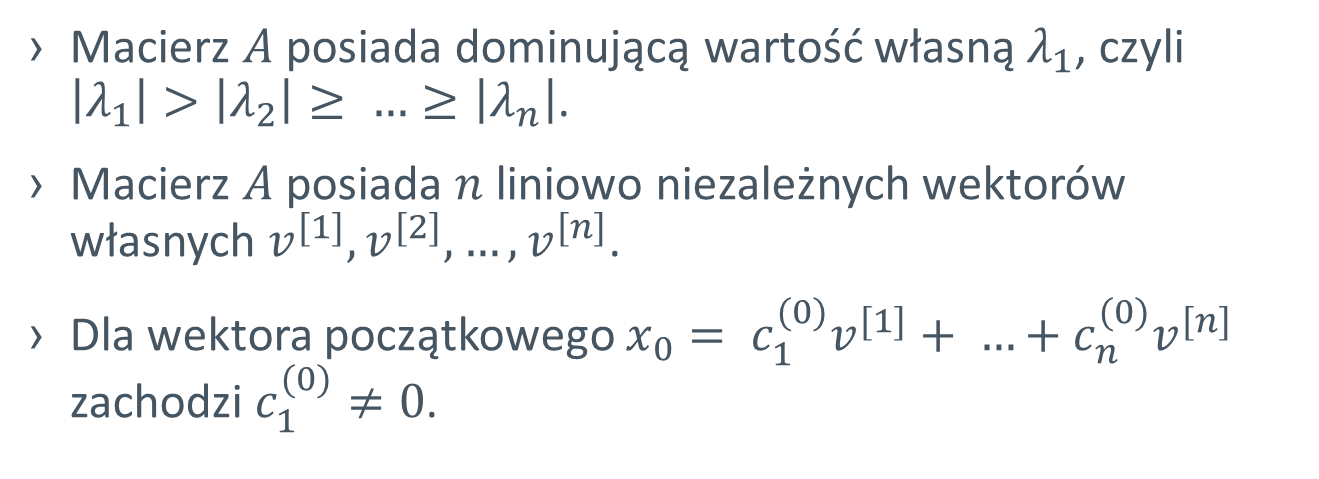 › Macierz 𝐴 posiada dominującą wartość własną 𝜆₁, czyli
|𝜆₁| > |𝜆₂| ≥ … ≥ |𝜆ₙ|.
› Macierz 𝐴 posiada 𝑛 liniowo niezależnych wektorów
własnych 𝑣^[1], 𝑣^[2], … , 𝑣^[𝑛].
› Dla wektora początkowego 𝑥₀ = 𝑐₁^(0) 𝑣^[1] + … + 𝑐ₙ^(0) 𝑣^[𝑛]
zachodzi 𝑐₁^(0) ≠ 0.